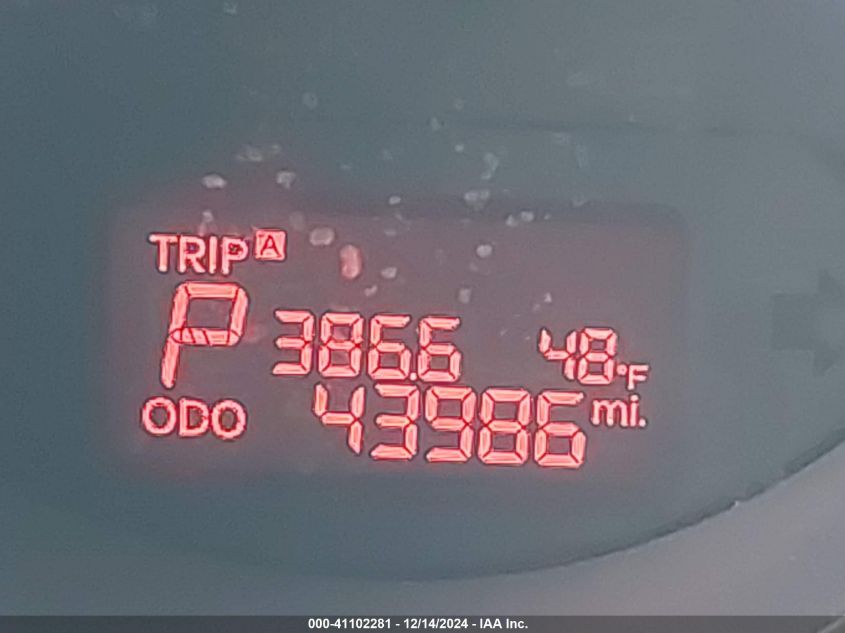 TRIP A
P 386.6 48°F
ODO 43986 mi.
000-41102281 - 12/14/2024 - IAA Inc.